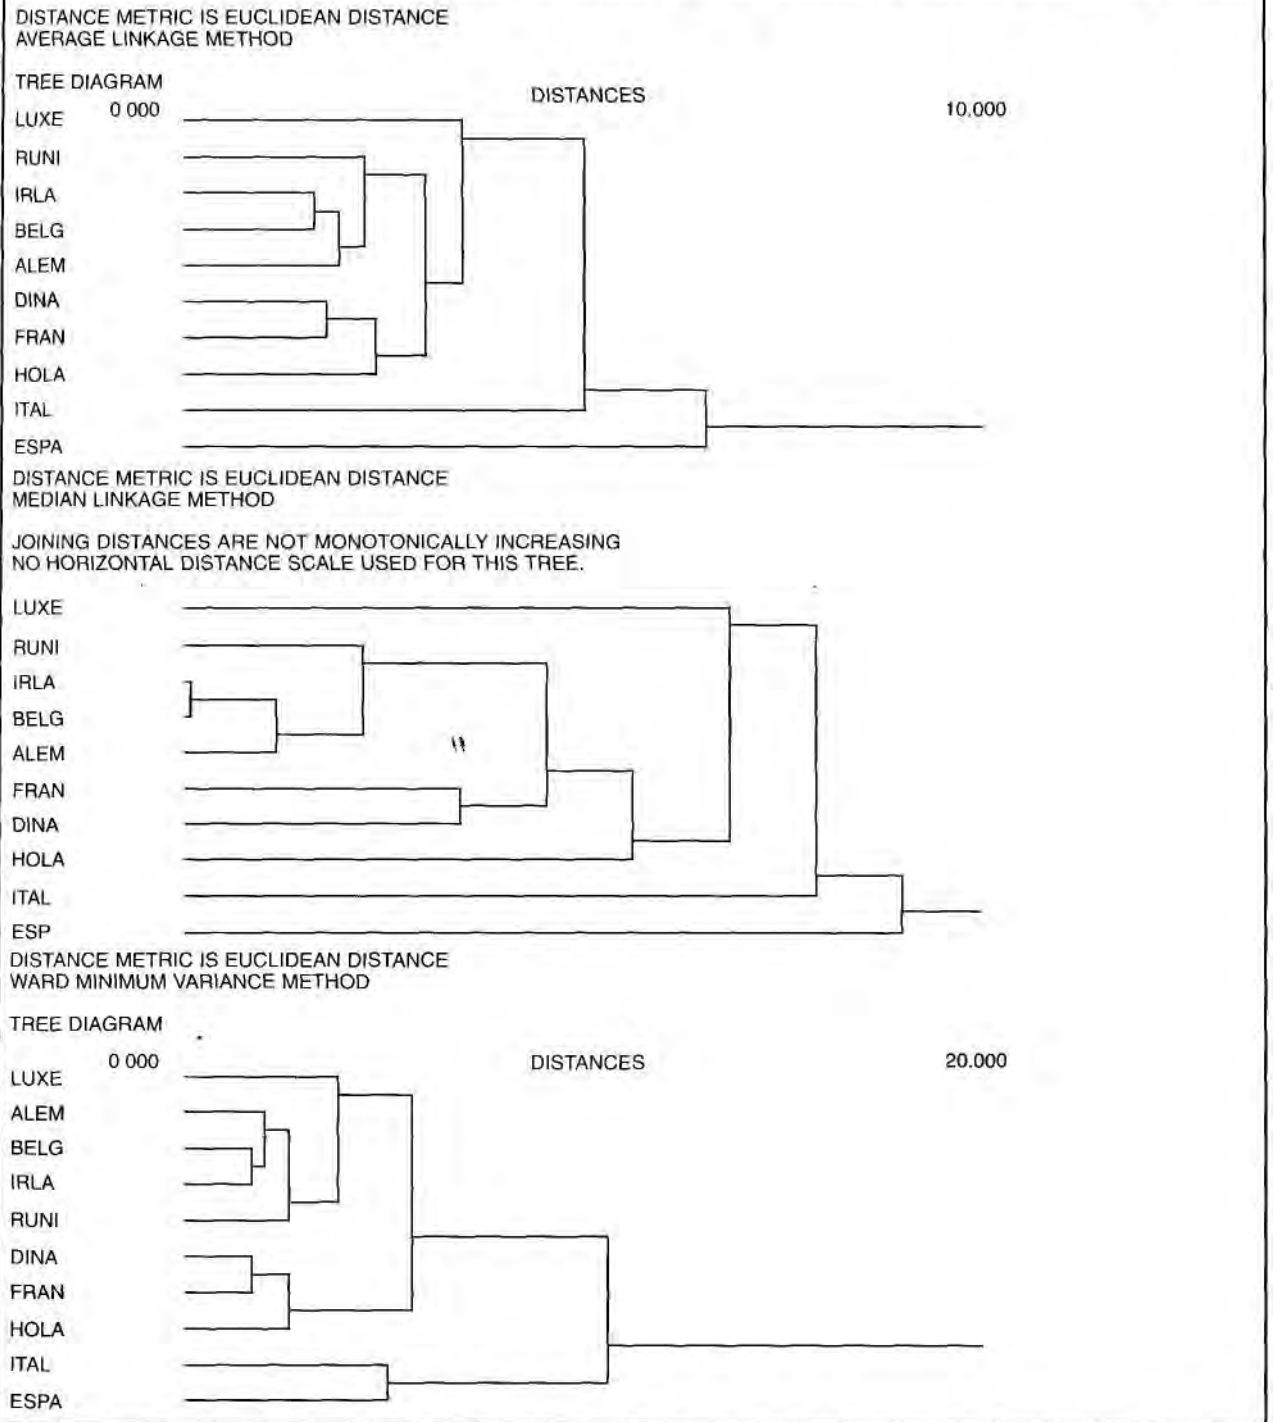 DISTANCE METRIC IS EUCLIDEAN DISTANCE
AVERAGE LINKAGE METHOD
TREE DIAGRAM
DISTANCES
0 000 10,000
LUXE
RUNI
IRLA
BELG
ALEM
DINA
FRAN
HOLA
ITAL
ESPA
DISTANCE METRIC IS EUCLIDEAN DISTANCE
MEDIAN LINKAGE METHOD
JOINING DISTANCES ARE NOT MONOTONICALLY INCREASING
NO HORIZONTAL DISTANCE SCALE USED FOR THIS TREE.
LUXE
RUNI
IRLA
BELG
ALEM
FRAN
DINA
HOLA
ITAL
ESP
DISTANCE METRIC IS EUCLIDEAN DISTANCE
WARD MINIMUM VARIANCE METHOD
TREE DIAGRAM
0 000 DISTANCES 20.000
LUXE
ALEM
BELG
IRLA
RUNI
DINA
FRAN
HOLA
ITAL
ESPA